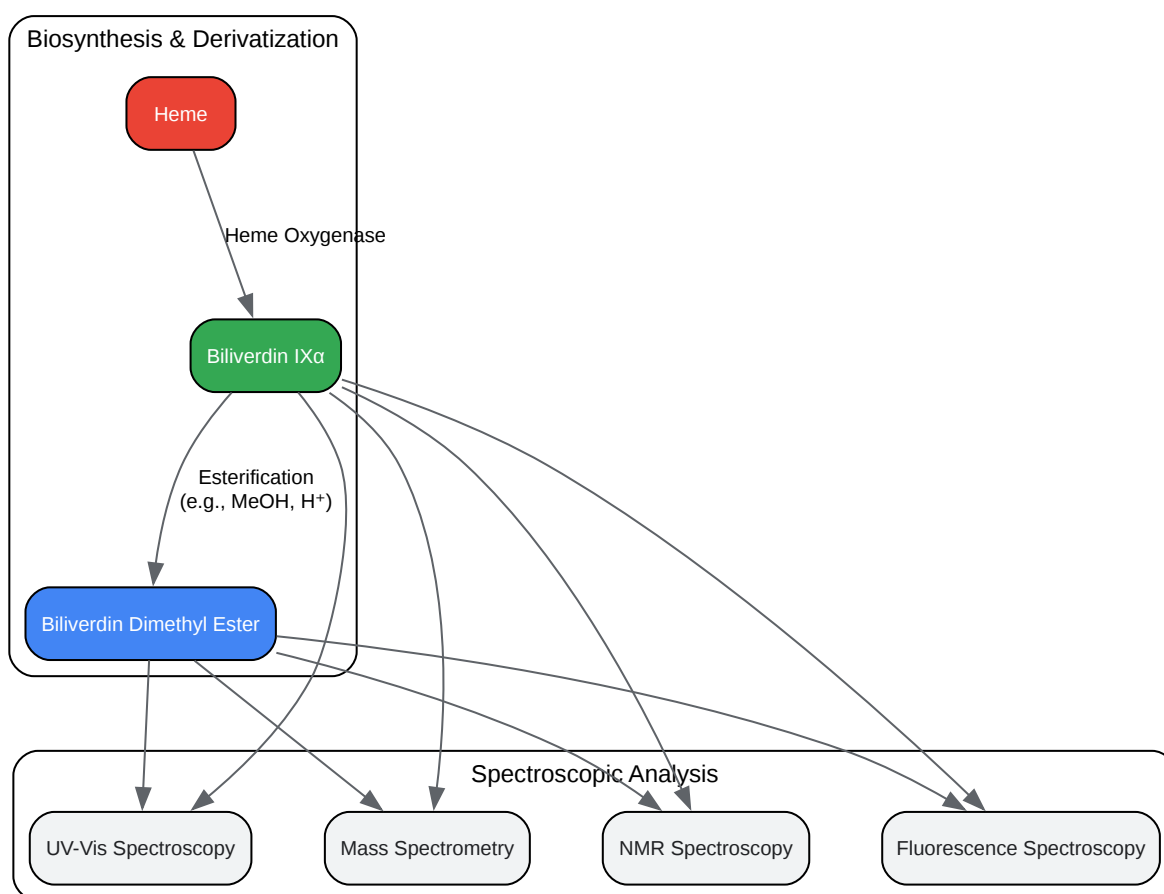 Biosynthesis & Derivatization
Heme
Heme Oxygenase
Biliverdin IXα
Esterification
(e.g., MeOH, H⁺)
Biliverdin Dimethyl Ester
Spectroscopic Analysis
UV-Vis Spectroscopy
Mass Spectrometry
NMR Spectroscopy
Fluorescence Spectroscopy